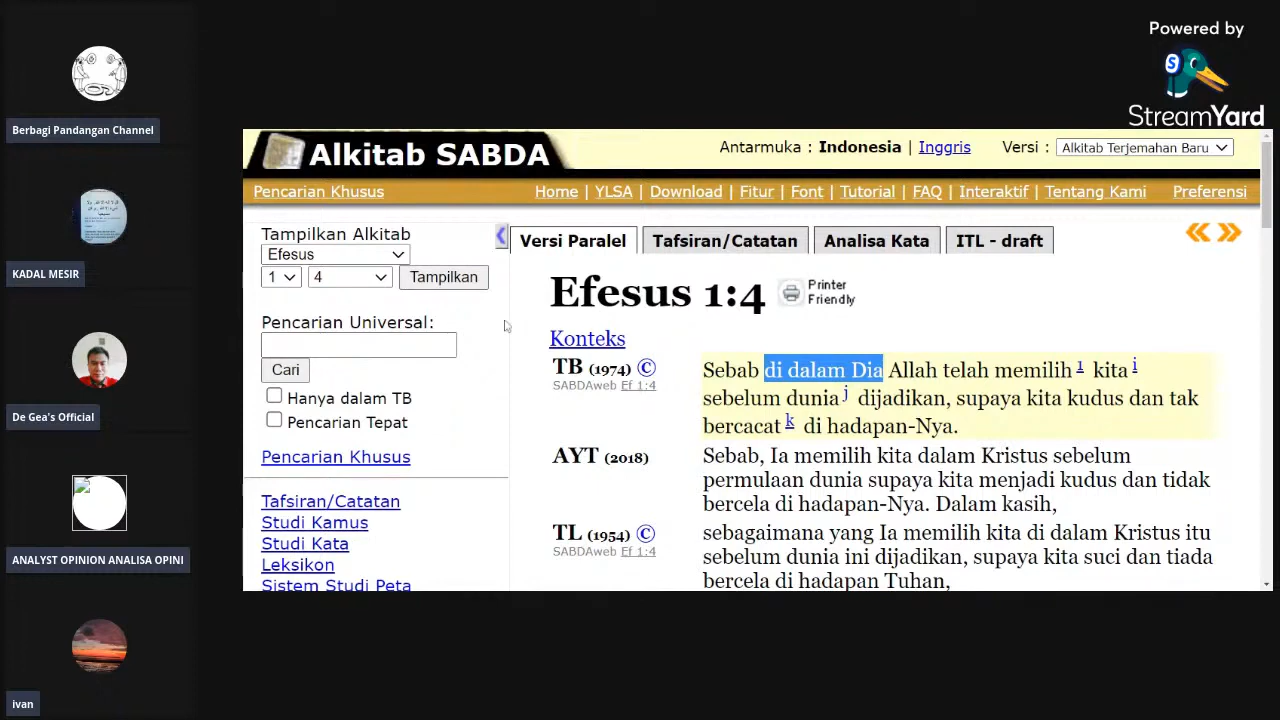 Powered by
S
StreamYard
Berbagi Pandangan Channel
KADAL MESIR
De Gea's Official
ANALYST OPINION ANALISA OPINI
ivan
Alkitab SABDA
Antarmuka : Indonesia | Inggris Versi : Alkitab Terjemahan Baru
Pencarian Khusus Home | YLSA | Download | Fitur | Font | Tutorial | FAQ | Interaktif | Tentang Kami Preferensi
Tampilkan Alkitab
Efesus
1 4 Tampilkan
Pencarian Universal:
Cari
Hanya dalam TB
Pencarian Tepat
Pencarian Khusus
Tafsiran/Catatan
Studi Kamus
Studi Kata
Leksikon
Sistem Studi Peta
Versi Paralel Tafsiran/Catatan Analisa Kata ITL - draft
« »
Efesus 1:4 Printer
Friendly
Konteks
TB (1974) © Sebab di dalam Dia Allah telah memilih 1 kita i
SABDAweb Ef 1:4
sebelum dunia j dijadikan, supaya kita kudus dan tak
bercacat k di hadapan-Nya.
AYT (2018) Sebab, Ia memilih kita dalam Kristus sebelum
permulaan dunia supaya kita menjadi kudus dan tidak
bercela di hadapan-Nya. Dalam kasih,
TL (1954) © sebagaimana yang Ia memilih kita di dalam Kristus itu
SABDAweb Ef 1:4
sebelum dunia ini dijadikan, supaya kita suci dan tiada
bercela di hadapan Tuhan,